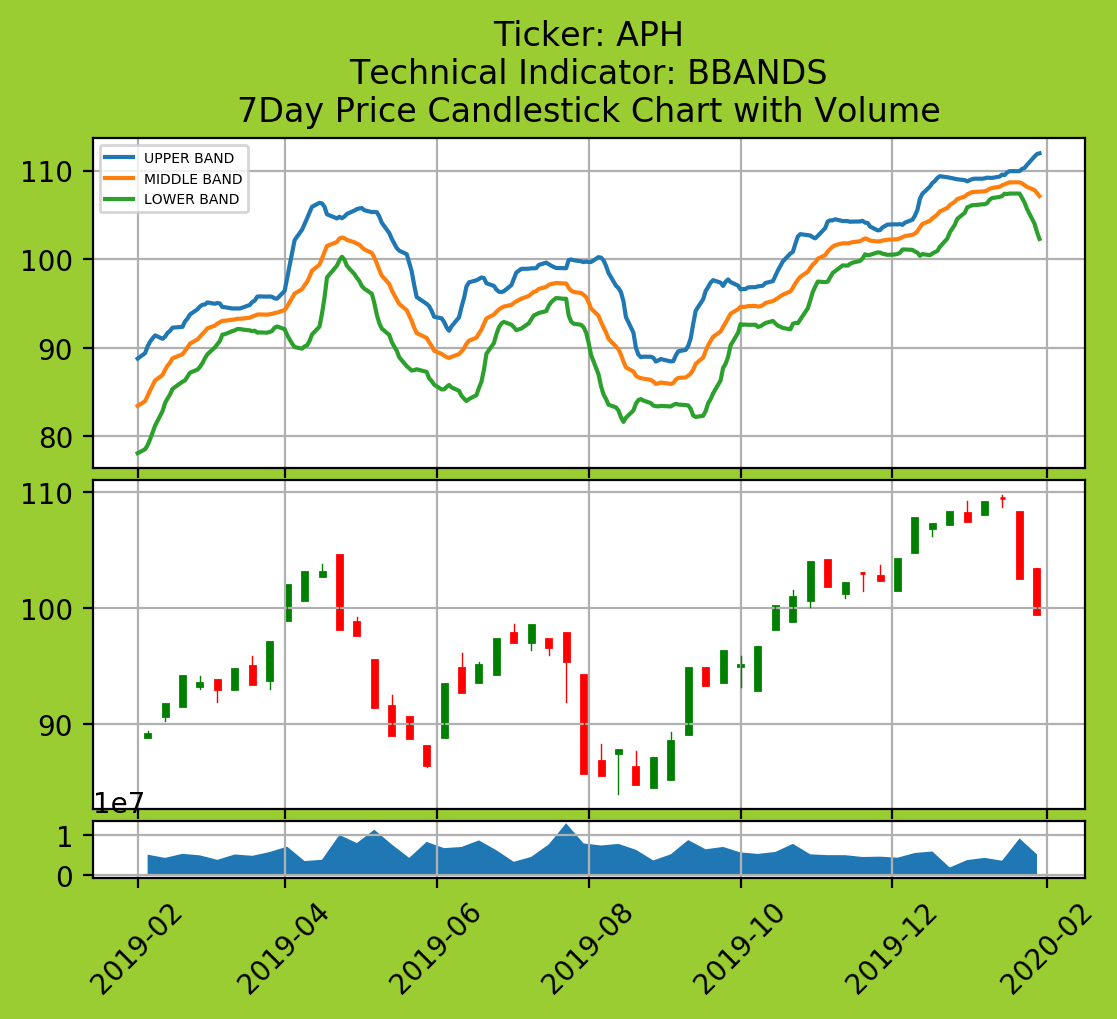 Ticker: APH
Technical Indicator: BBANDS
7Day Price Candlestick Chart with Volume
UPPER BAND
MIDDLE BAND
LOWER BAND
110
100
90
80
110
100
90
1e7
1
0
2019-02
2019-04
2019-06
2019-08
2019-10
2019-12
2020-02